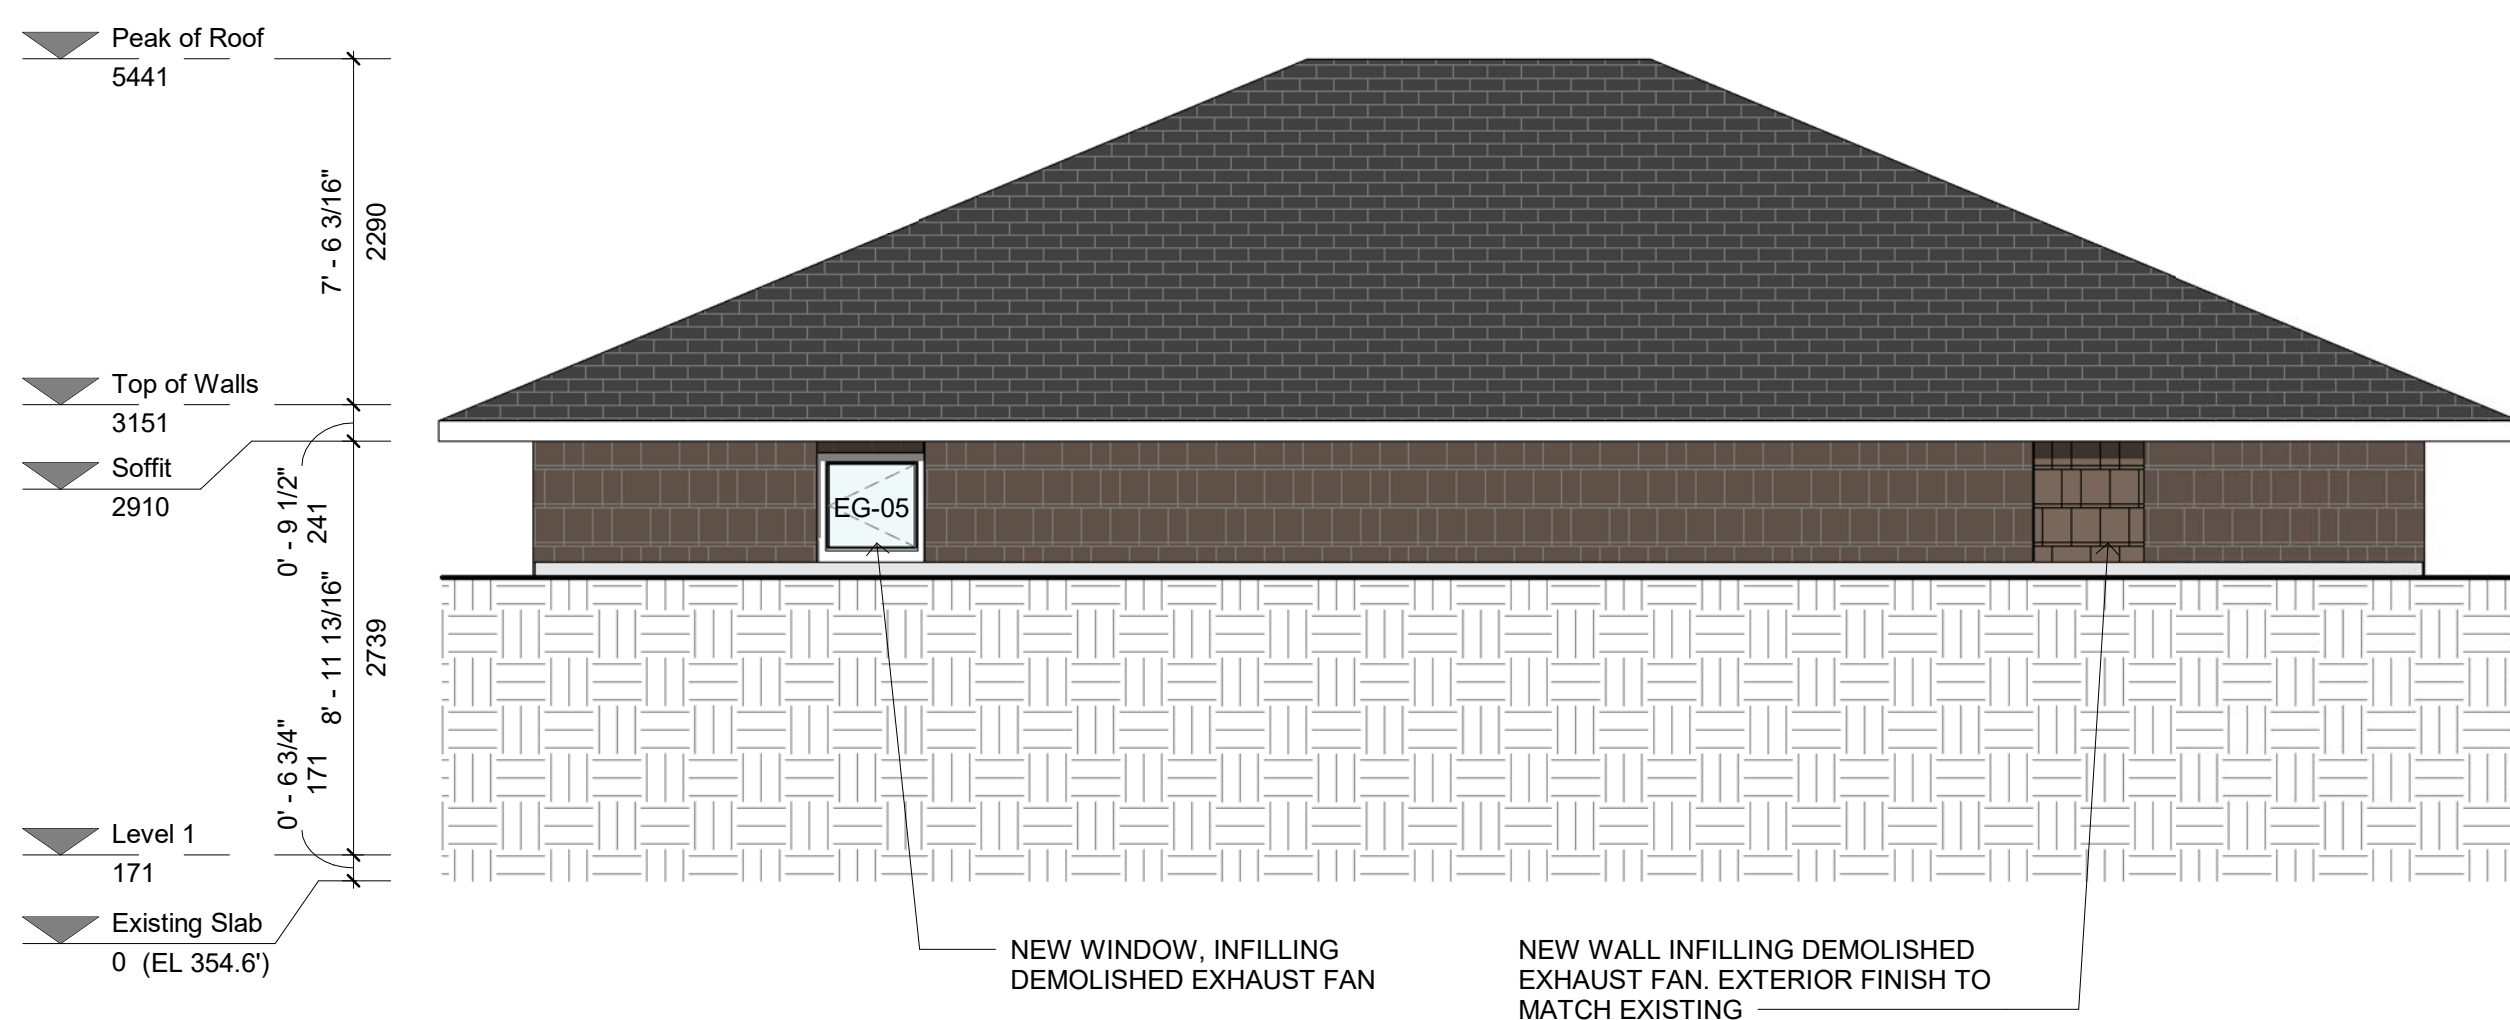 Peak of Roof
5441
7' - 6 3/16"
2290
Top of Walls
3151
Soffit
2910
0' - 9 1/2"
241
8' - 11 13/16"
2739
0' - 6 3/4"
171
Level 1
171
Existing Slab
0 (EL 354.6')
EG-05
NEW WINDOW, INFILLING
DEMOLISHED EXHAUST FAN
NEW WALL INFILLING DEMOLISHED
EXHAUST FAN. EXTERIOR FINISH TO
MATCH EXISTING